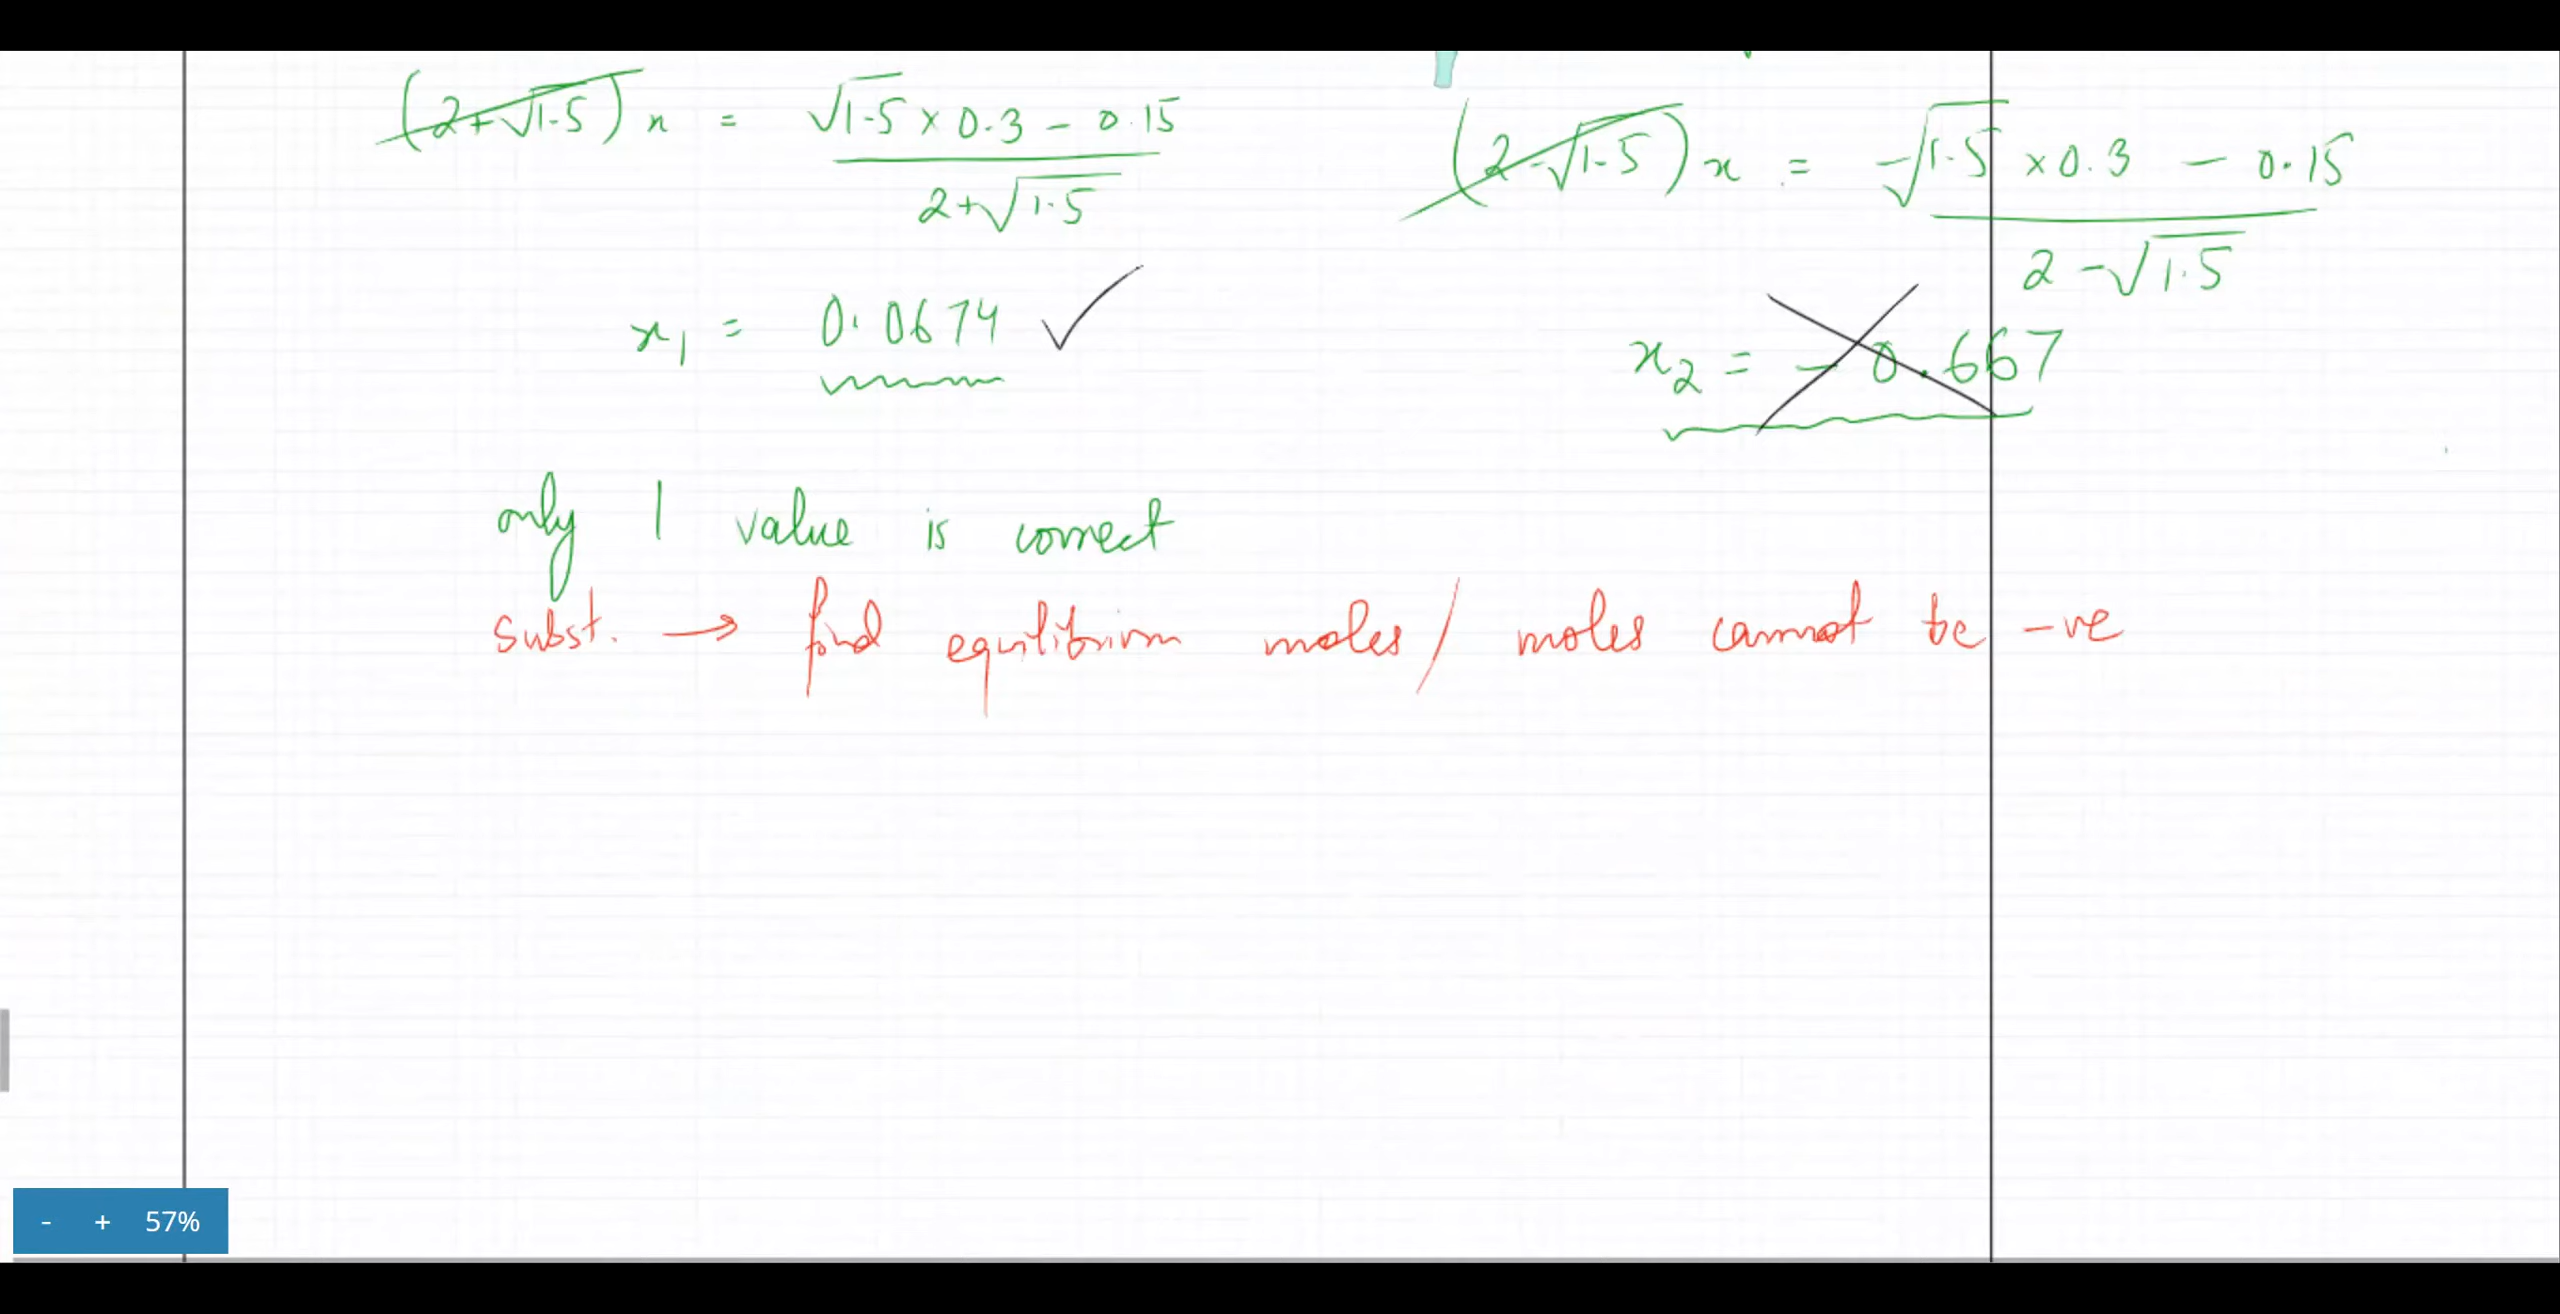 (2+√1.5) x = (√1.5 × 0.3 – 0.15) / (2+√1.5)
x₁ = 0.0674 ✓
(2-√1.5) x = (-√1.5 × 0.3 – 0.15) / (2-√1.5)
x₂ = -0.667
only 1 value is correct
subst. → find equilibrium moles / moles cannot be -ve
- + 57%